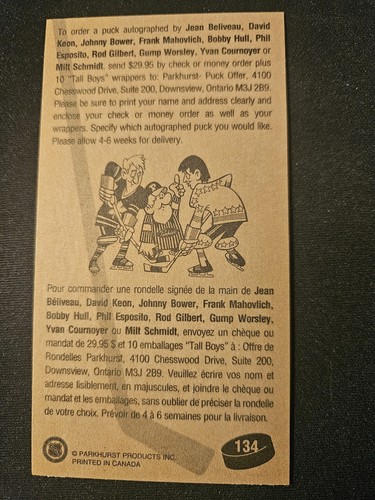 To order a puck autographed by Jean Beliveau, David
Keon, Johnny Bower, Frank Mahovlich, Bobby Hull, Phil
Esposito, Rod Gilbert, Gump Worsley, Yvan Cournoyer or
Milt Schmidt, send $29.95 by check or money order plus
10 "Tall Boys" wrappers to: Parkhurst- Puck Offer, 4100
Chesswood Drive, Suite 200, Downsview, Ontario M3J 2B9.
Please be sure to print your name and address clearly and
enclose your check or money order as well as your
wrappers. Specify which autographed puck you would like.
Please allow 4-6 weeks for delivery.
Pour commander une rondelle signée de la main de Jean
Béliveau, David Keon, Johnny Bower, Frank Mahovlich,
Bobby Hull, Phil Esposito, Rod Gilbert, Gump Worsley,
Yvan Cournoyer ou Milt Schmidt, envoyez un chèque ou
mandat de 29.95 $ et 10 emballages "Tall Boys" à : Offre de
Rondelles Parkhurst, 4100 Chesswood Drive, Suite 200,
Downsview, Ontario M3J 2B9. Veuillez écrire vos nom et
adresse lisiblement, en majuscules, et joindre le chèque ou
mandat et les emballages, sans oublier de préciser la rondelle
de votre choix. Prévoir de 4 à 6 semaines pour la livraison.
© PARKHURST PRODUCTS INC.
PRINTED IN CANADA
134